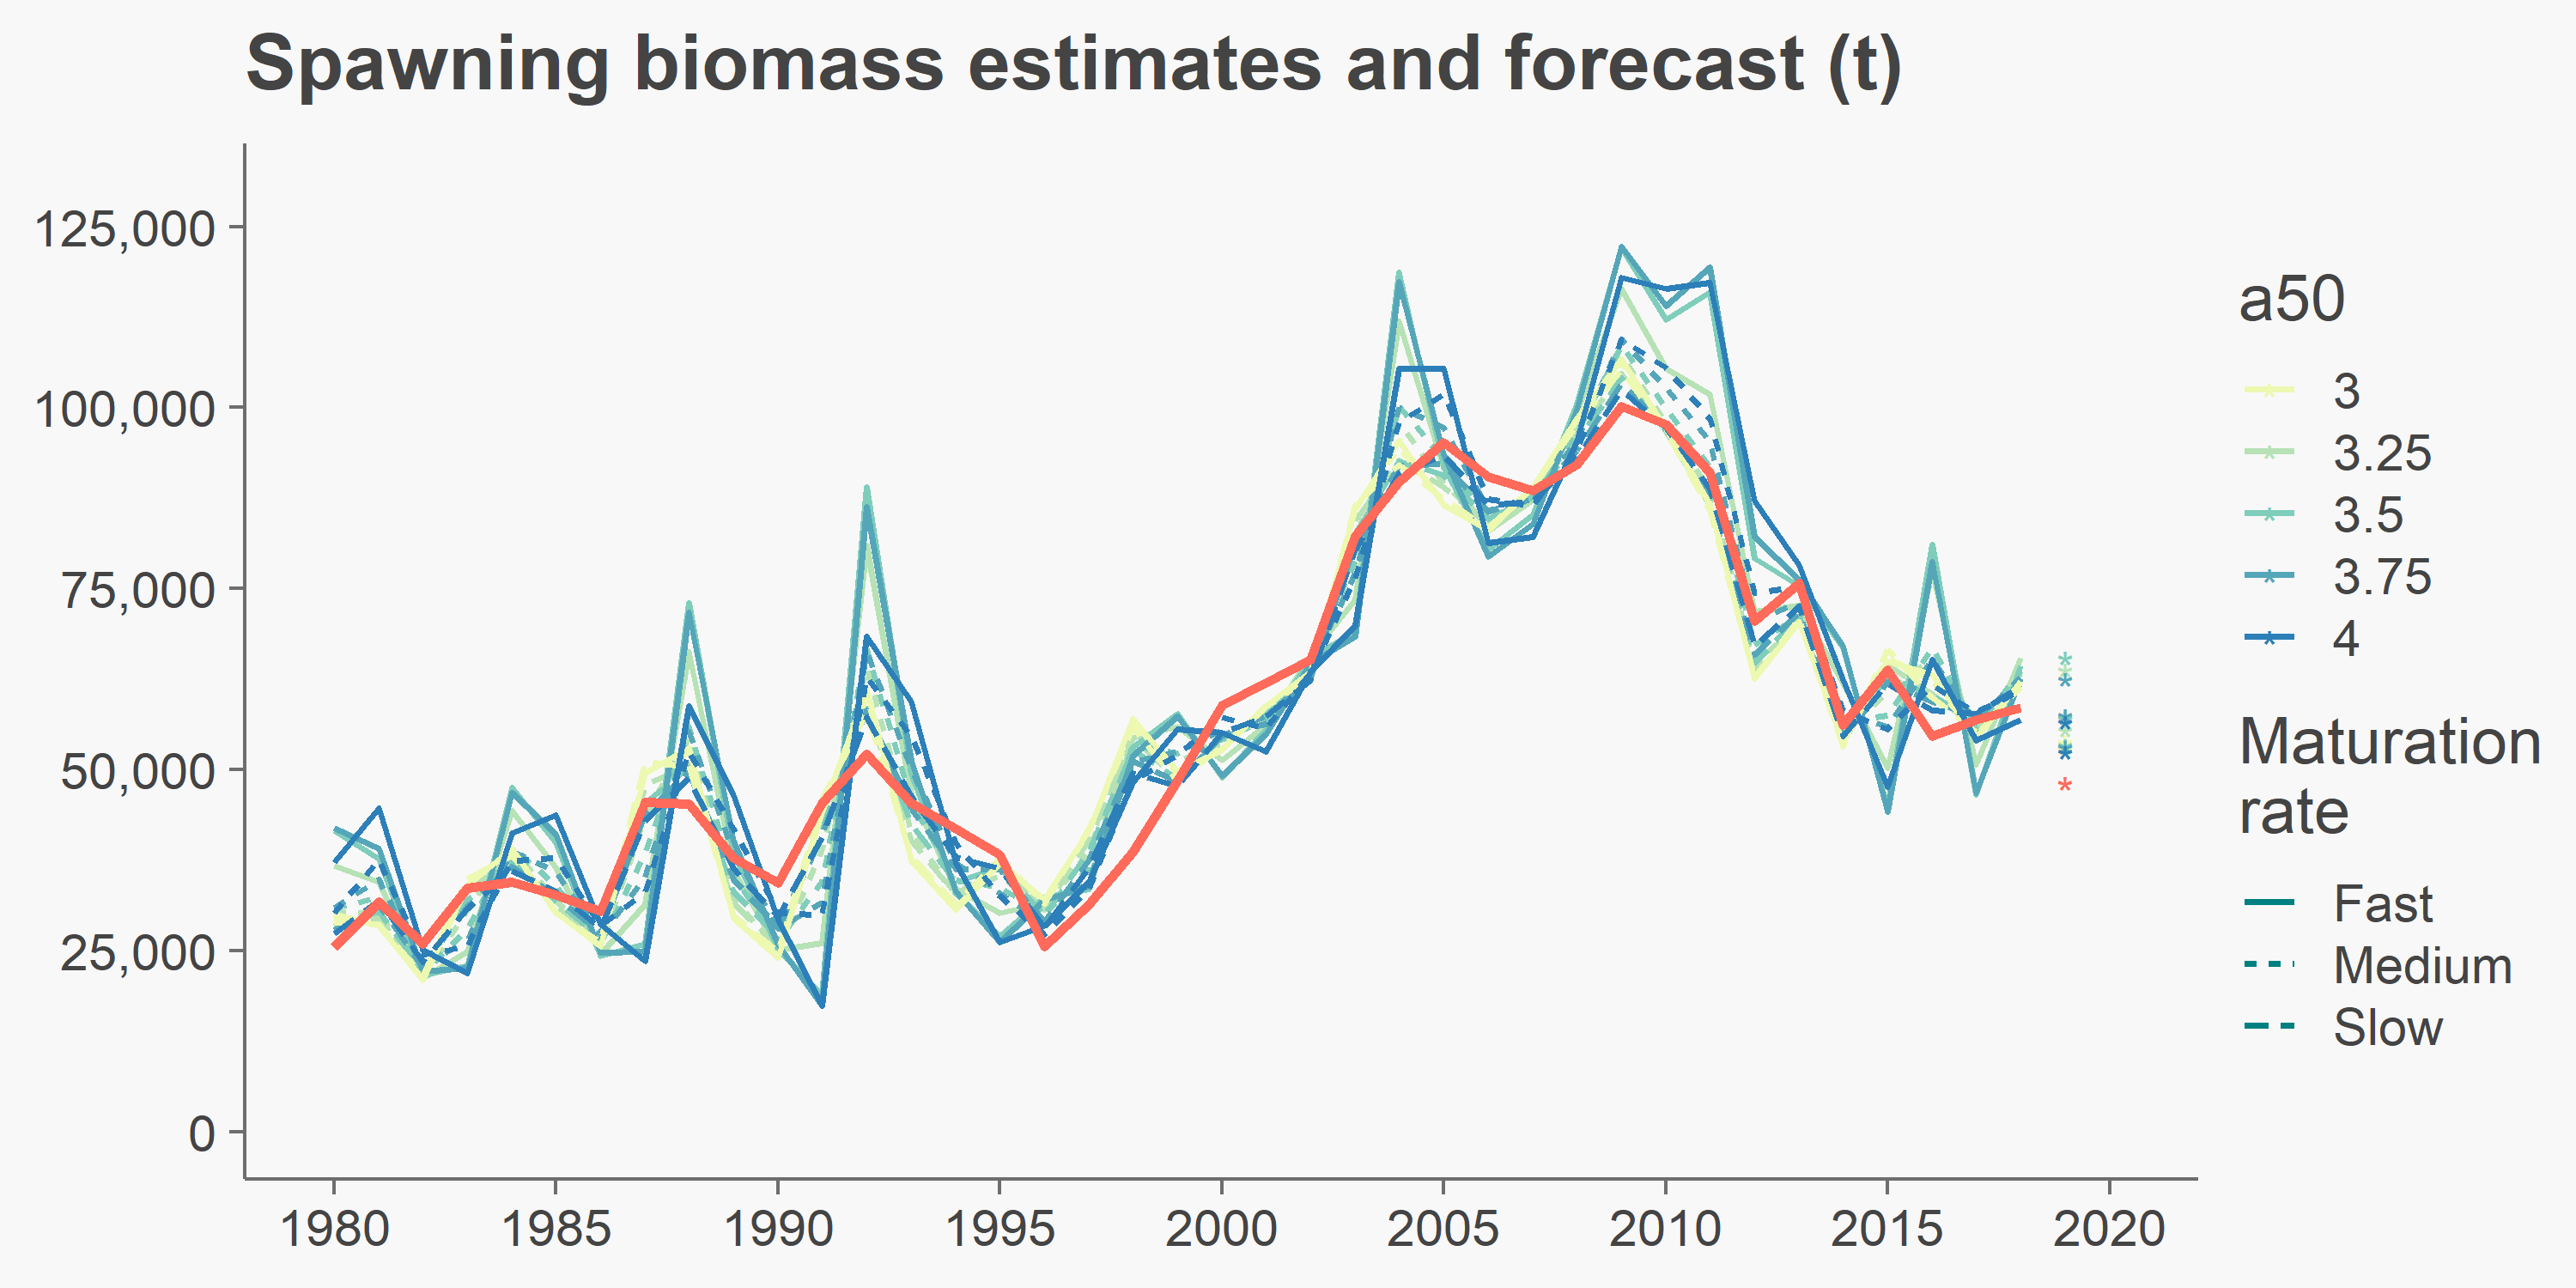 Spawning biomass estimates and forecast (t)
125,000
100,000
75,000
50,000
25,000
0
1980 1985 1990 1995 2000 2005 2010 2015 2020
a50
3
3.25
3.5
3.75
4
Maturation
rate
Fast
Medium
Slow